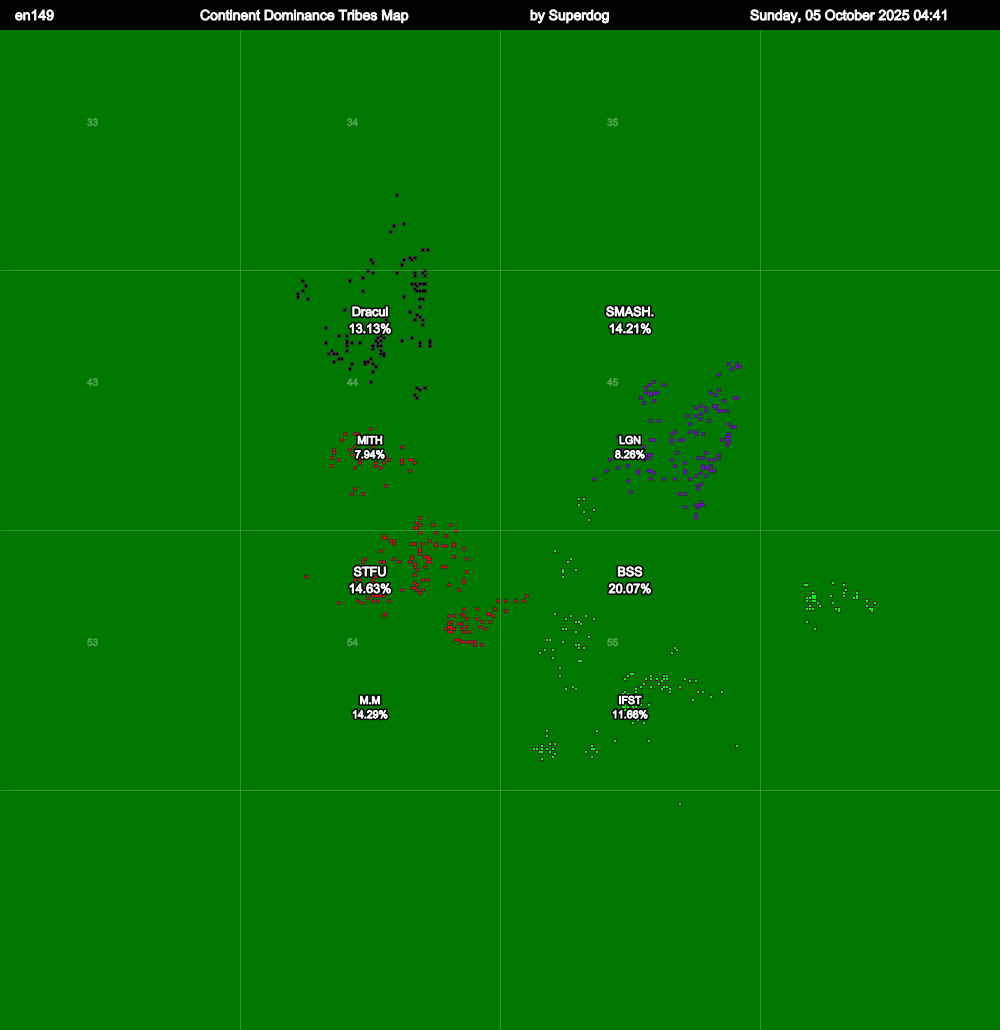 en149 Continent Dominance Tribes Map by Superdog Sunday, 05 October 2025 04:41
33 34 35
Dracul SMASH.
13.13% 14.21%
43 44 45
MITH LGN
7.94% 8.26%
STFU BSS
14.63% 20.07%
53 54 55
M.M IFST
14.29% 11.66%